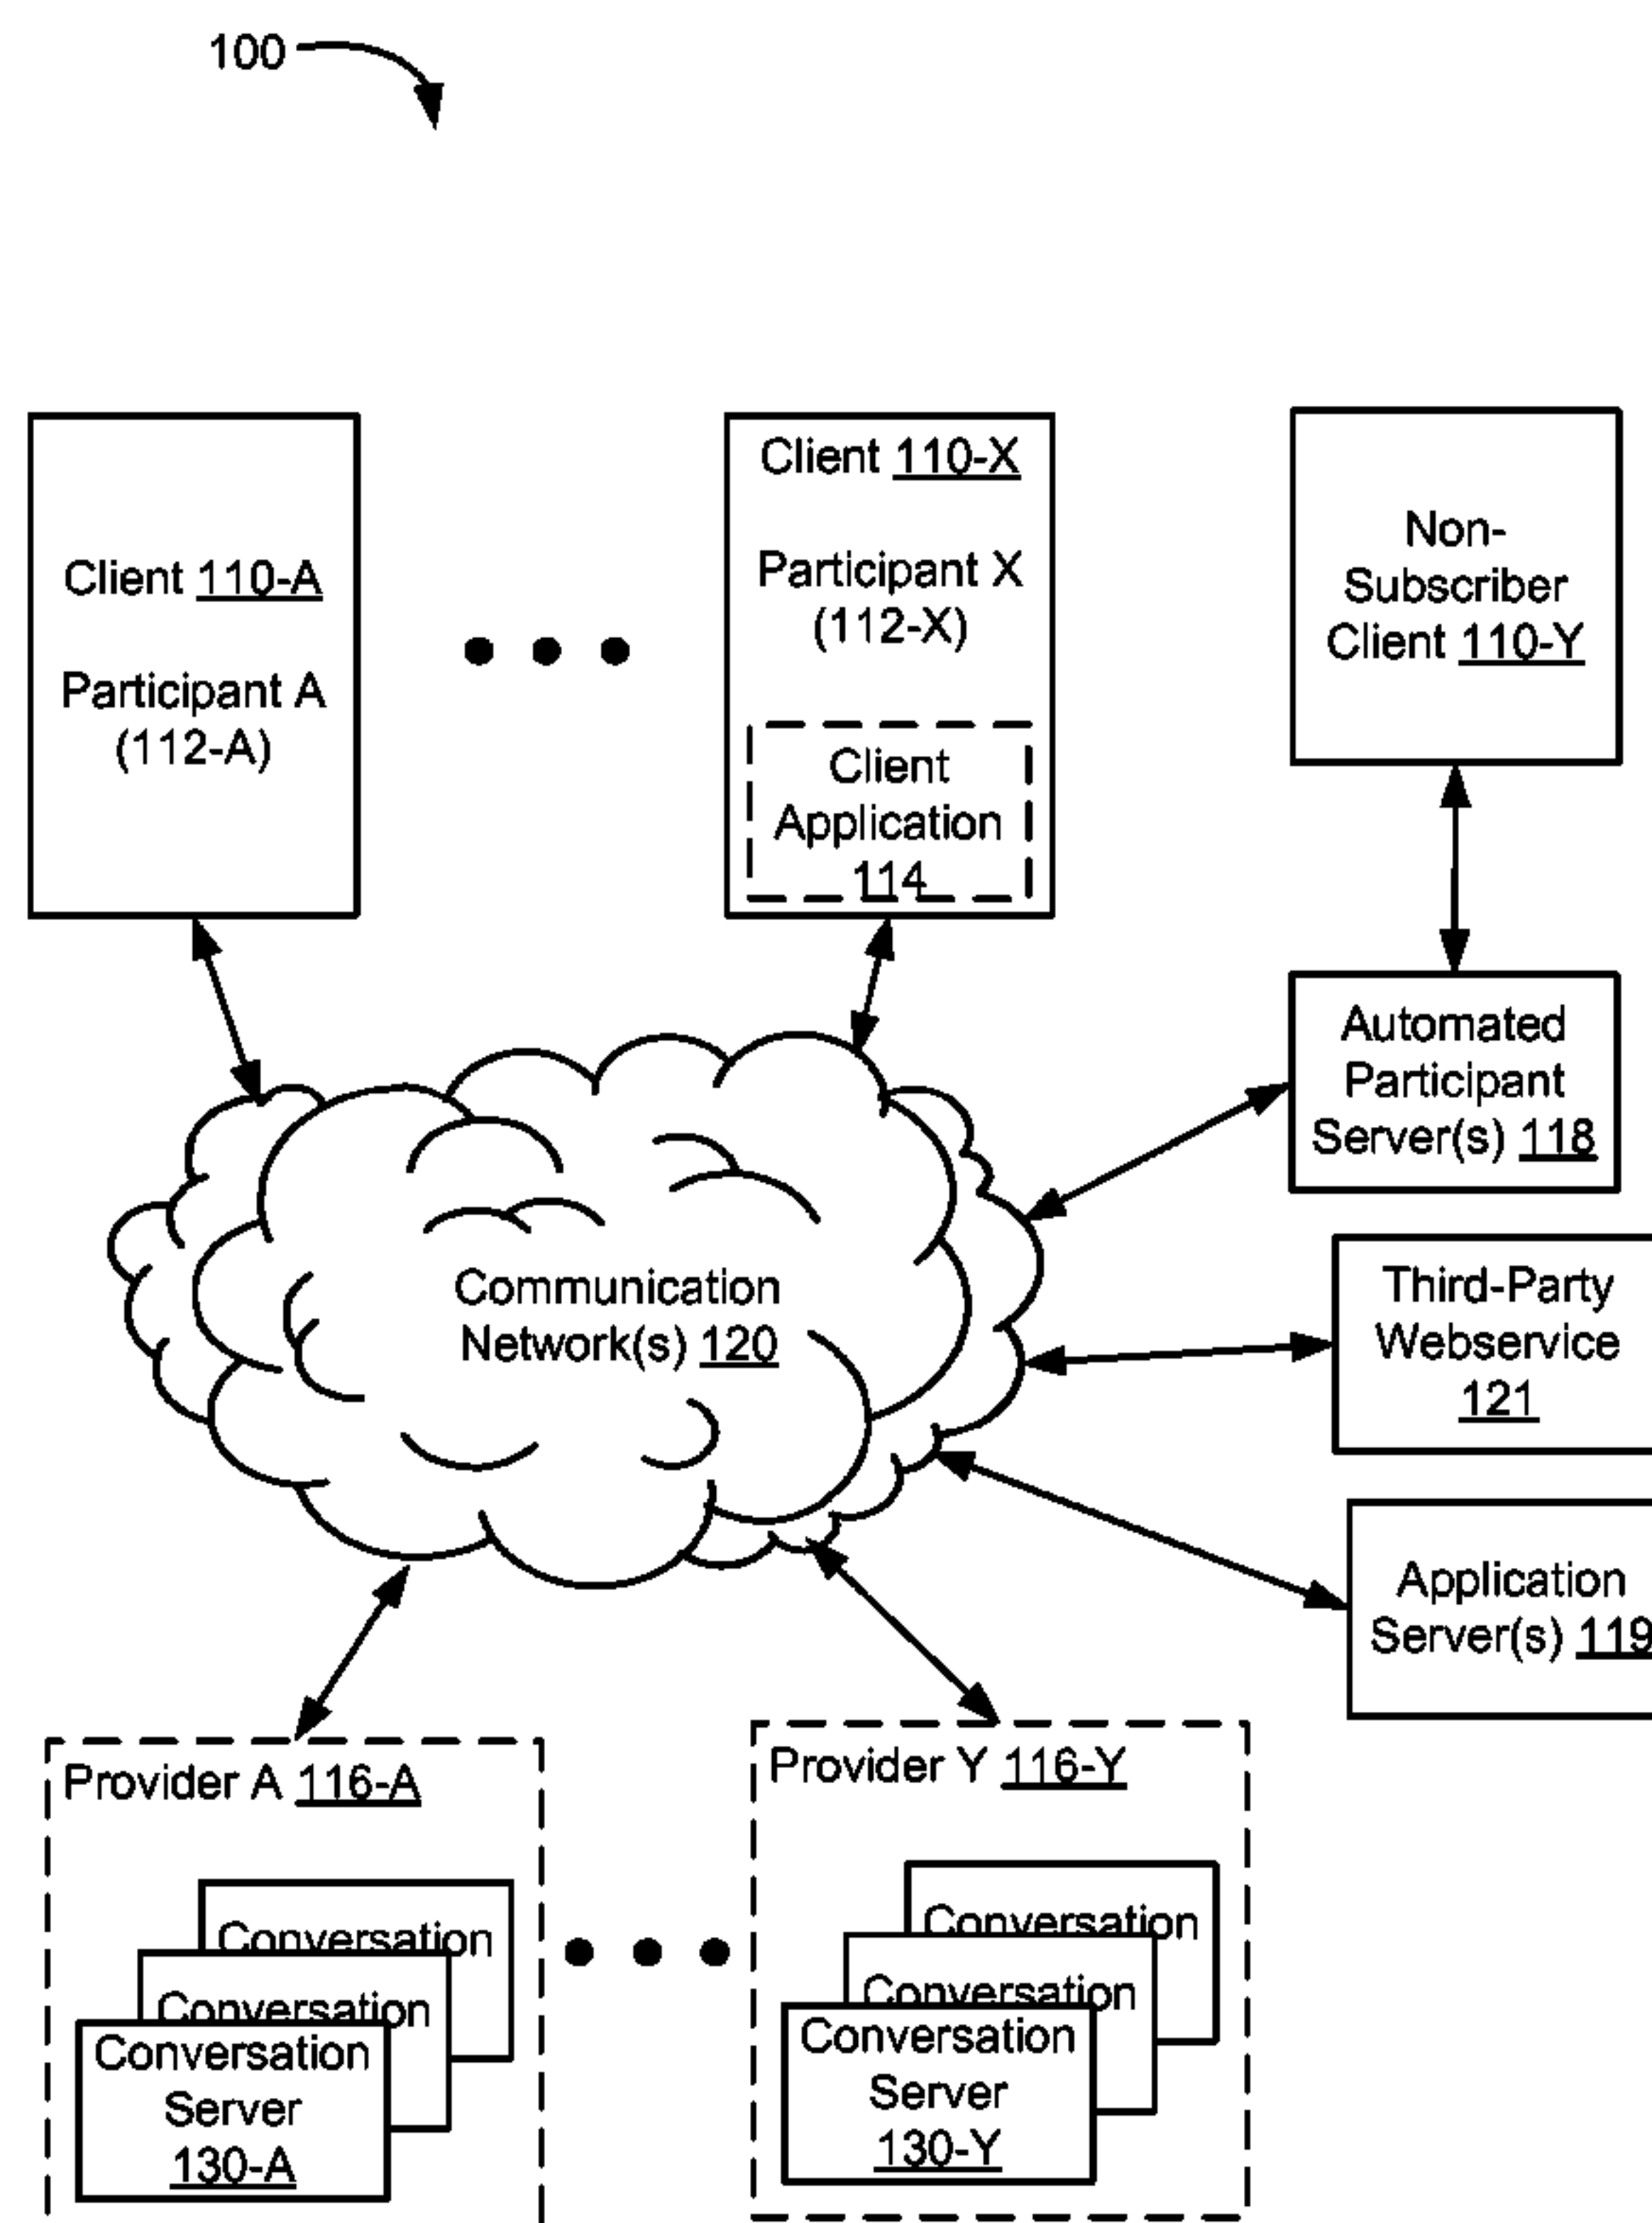 100
Client 110-A
Participant A
(112-A)
Client 110-X
Participant X
(112-X)
Client
Application
114
Non-
Subscriber
Client 110-Y
Automated
Participant
Server(s) 118
Communication
Network(s) 120
Third-Party
Webservice
121
Application
Server(s) 119
Provider A 116-A
Conversation
Conversation
Conversation
Server
130-A
Provider Y 116-Y
Conversation
Conversation
Conversation
Server
130-Y